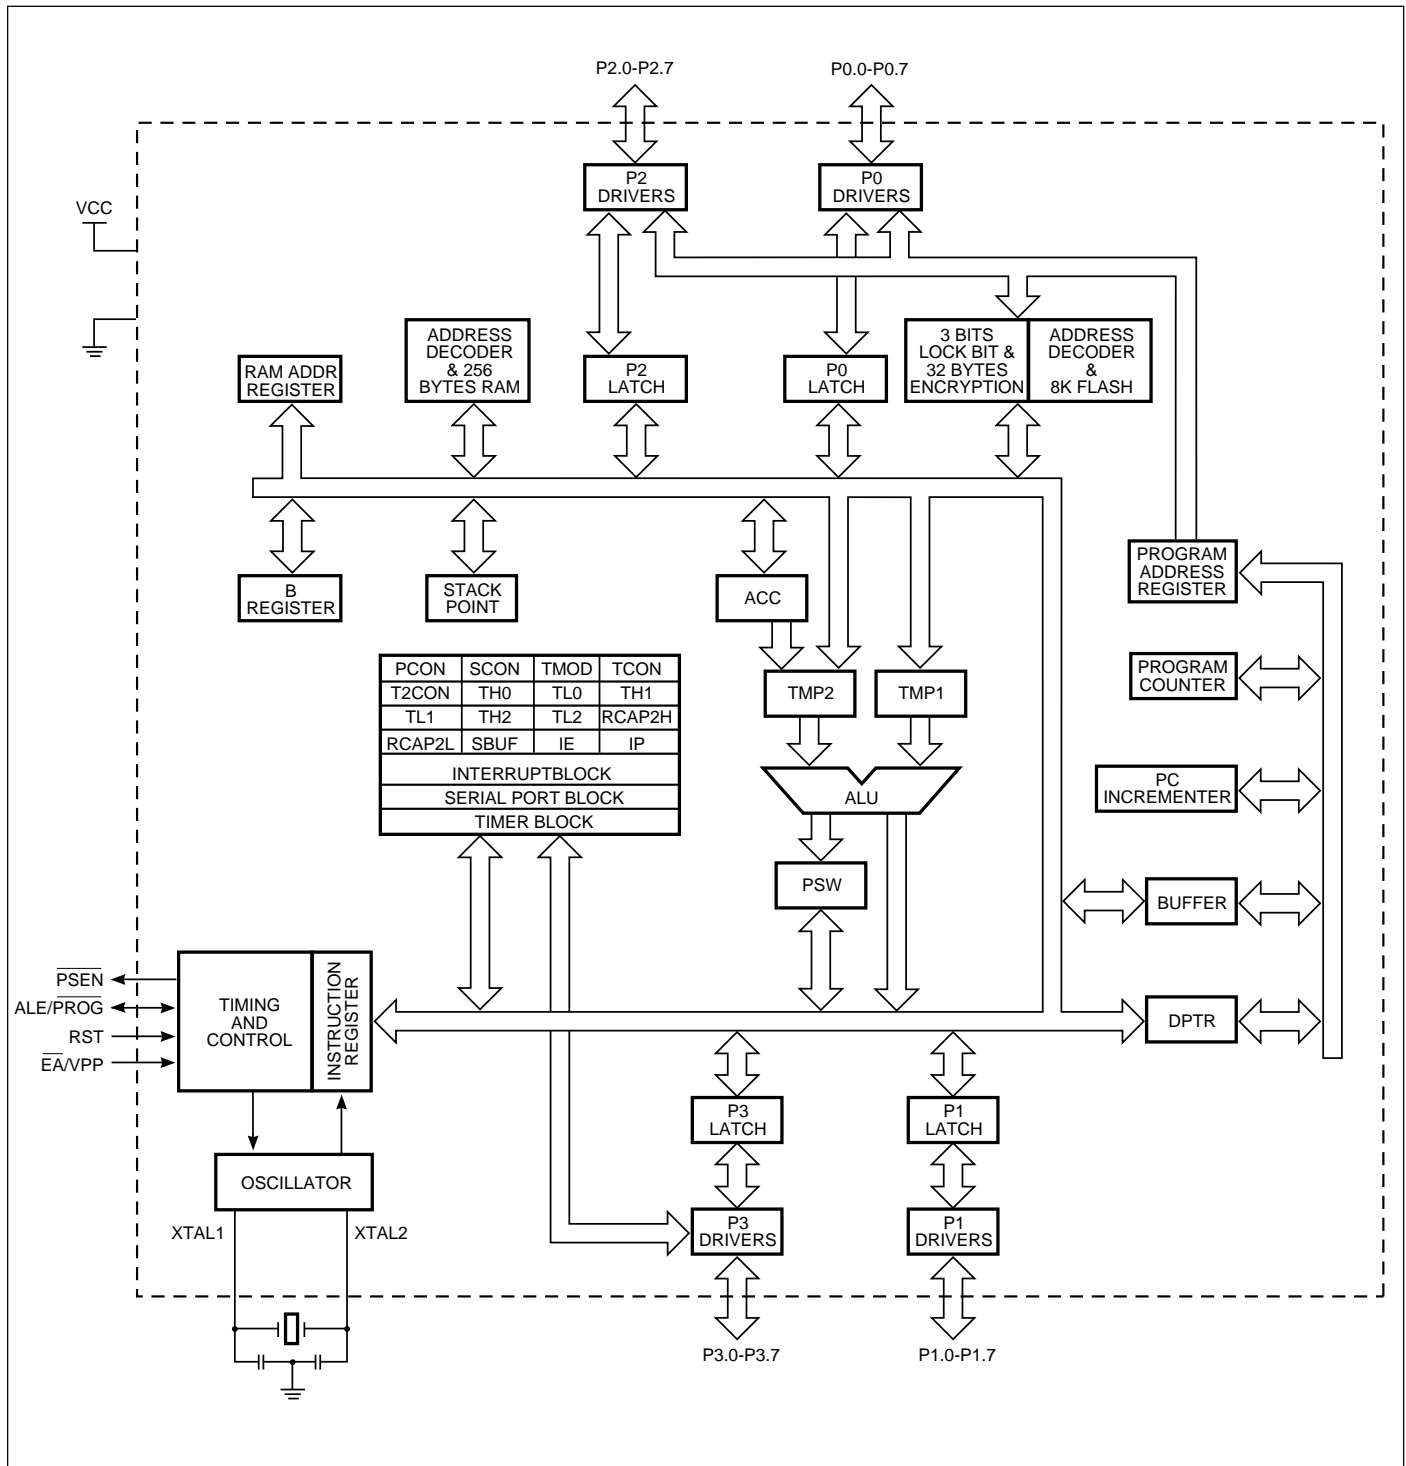 P2.0-P2.7
P0.0-P0.7
P2
DRIVERS
P0
DRIVERS
VCC
RAM ADDR
REGISTER
ADDRESS
DECODER
& 256
BYTES RAM
P2
LATCH
P0
LATCH
3 BITS
LOCK BIT &
32 BYTES
ENCRYPTION
ADDRESS
DECODER
&
8K FLASH
B
REGISTER
STACK
POINT
ACC
PROGRAM
ADDRESS
REGISTER
PCON SCON TMOD TCON
T2CON TH0 TL0 TH1
TL1 TH2 TL2 RCAP2H
RCAP2L SBUF IE IP
INTERRUPTBLOCK
SERIAL PORT BLOCK
TIMER BLOCK
TMP2
TMP1
PROGRAM
COUNTER
ALU
PC
INCREMENTER
PSW
BUFFER
PSEN
ALE/PROG
RST
EA/VPP
TIMING
AND
CONTROL
INSTRUCTION
REGISTER
DPTR
P3
LATCH
P1
LATCH
OSCILLATOR
XTAL1
XTAL2
P3
DRIVERS
P1
DRIVERS
P3.0-P3.7
P1.0-P1.7